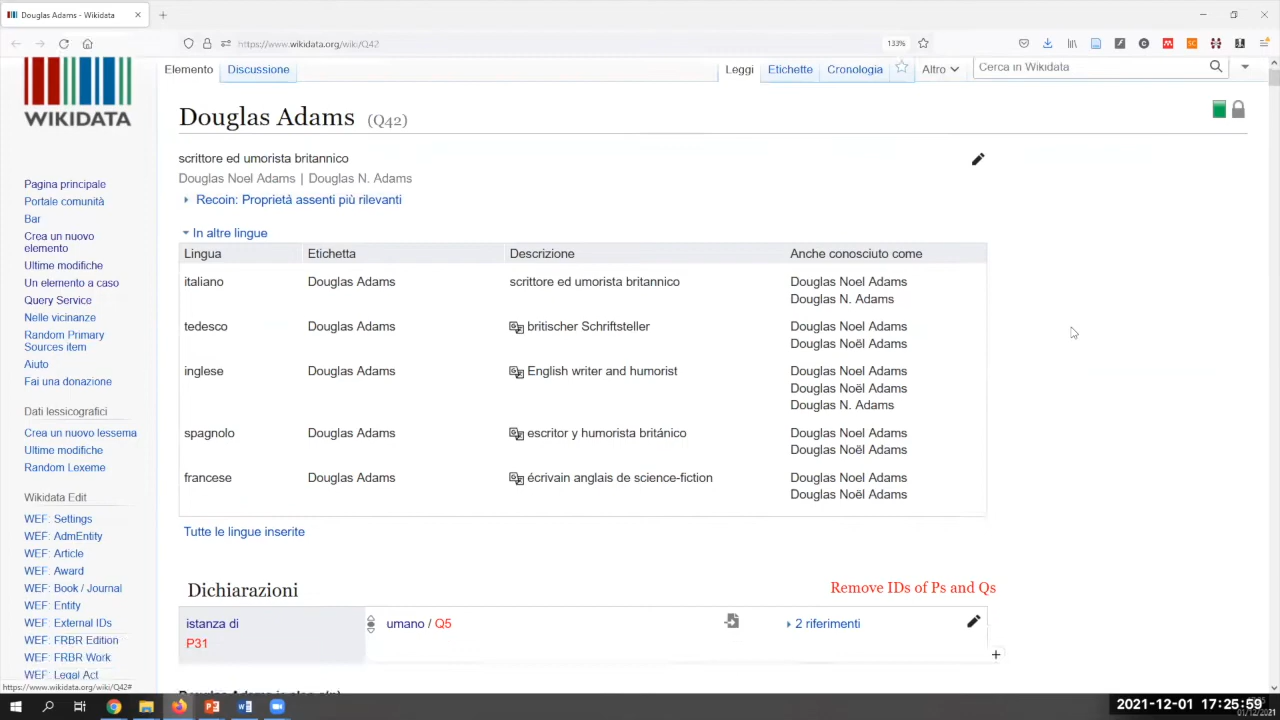 Douglas Adams - Wikidata
https://www.wikidata.org/wiki/Q42
133%
WIKIDATA
Elemento Discussione Leggi Etichette Cronologia Altro Cerca in Wikidata
Douglas Adams (Q42)
scrittore ed umorista britannico
Douglas Noel Adams | Douglas N. Adams
Recoin: Proprietà assenti più rilevanti
In altre lingue
Lingua Etichetta Descrizione Anche conosciuto come
italiano Douglas Adams scrittore ed umorista britannico Douglas Noel Adams
Douglas N. Adams
tedesco Douglas Adams britischer Schriftsteller Douglas Noel Adams
Douglas Noël Adams
inglese Douglas Adams English writer and humorist Douglas Noel Adams
Douglas Noël Adams
Douglas N. Adams
spagnolo Douglas Adams escritor y humorista británico Douglas Noel Adams
Douglas Noël Adams
francese Douglas Adams écrivain anglais de science-fiction Douglas Noel Adams
Douglas Noël Adams
Tutte le lingue inserite
Dichiarazioni Remove IDs of Ps and Qs
istanza di umano / Q5 2 riferimenti
P31
Pagina principale
Portale comunità
Bar
Crea un nuovo
elemento
Ultime modifiche
Un elemento a caso
Query Service
Nelle vicinanze
Random Primary
Sources item
Aiuto
Fai una donazione
Dati lessicografici
Crea un nuovo lessema
Ultime modifiche
Random Lexeme
Wikidata Edit
WEF: Settings
WEF: AdmEntity
WEF: Article
WEF: Award
WEF: Book / Journal
WEF: Entity
WEF: External IDs
WEF: FRBR Edition
WEF: FRBR Work
WEF: Legal Act
https://www.wikidata.org/wiki/Q42#
2021-12-01 17:25:59
01/12/2021